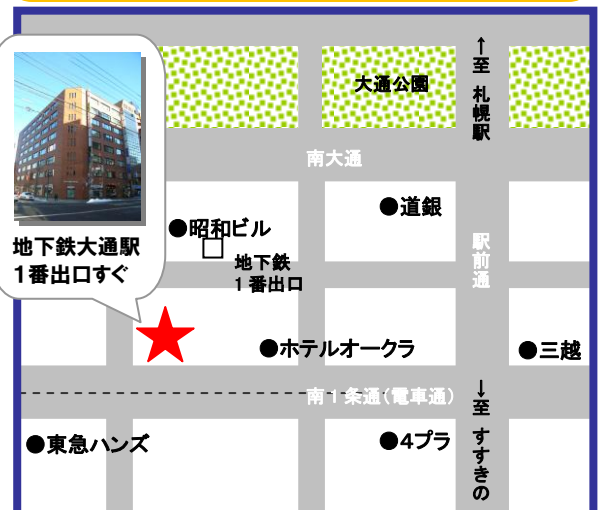 ↑至 札幌駅
大通公園
南大通
●道銀
●昭和ビル
地下鉄
1番出口
駅前通
地下鉄大通駅
1番出口すぐ
●ホテルオークラ
●三越
南1条通(電車通)
↓至 すすきの
●東急ハンズ
●4プラ